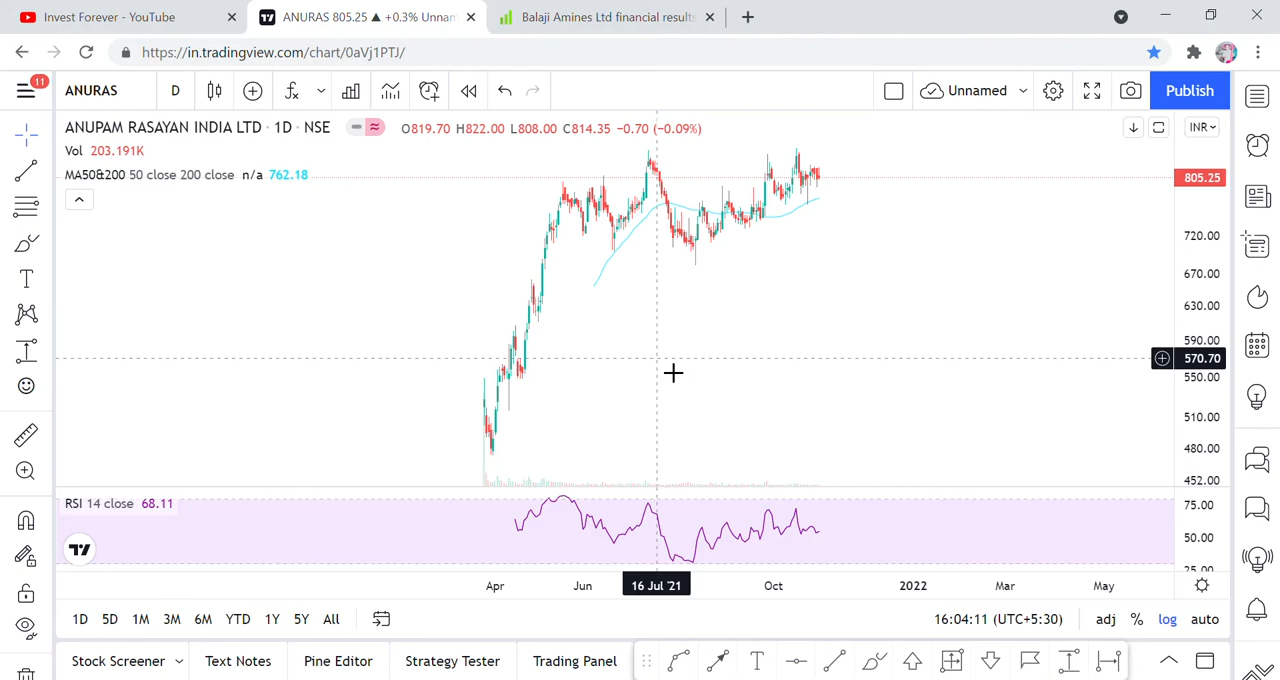 Invest Forever - YouTube
ANURAS 805.25 ▲ +0.3% Unnam
Balaji Amines Ltd financial results
https://in.tradingview.com/chart/0aVj1PTJ/
11
ANURAS
D
Unnamed
Publish
ANUPAM RASAYAN INDIA LTD · 1D · NSE
O819.70 H822.00 L808.00 C814.35 −0.70 (−0.09%)
INR
Vol 203.191K
MA50&200 50 close 200 close n/a 762.18
805.25
720.00
670.00
630.00
590.00
570.70
550.00
510.00
480.00
452.00
RSI 14 close 68.11
75.00
50.00
25.00
Apr Jun 16 Jul '21 Oct 2022 Mar May
1D 5D 1M 3M 6M YTD 1Y 5Y All
16:04:11 (UTC+5:30) adj % log auto
Stock Screener Text Notes Pine Editor Strategy Tester Trading Panel